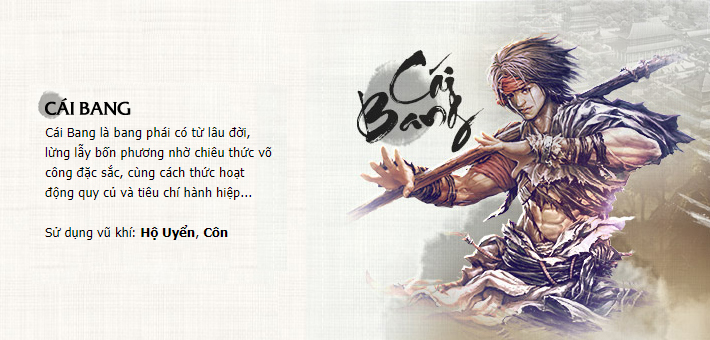 CÁI BANG
Cái Bang là bang phái có từ lâu đời,
lừng lẫy bốn phương nhờ chiêu thức võ
công đặc sắc, cùng cách thức hoạt
động quy củ và tiêu chí hành hiệp...
Sử dụng vũ khí: Hộ Uyển, Côn
Cái
Bang